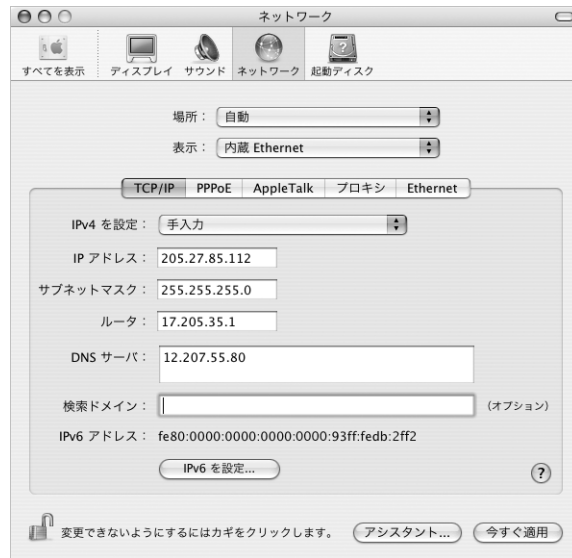 ネットワーク
すべてを表示 ディスプレイ サウンド ネットワーク 起動ディスク
場所： 自動
表示： 内蔵 Ethernet
TCP/IP PPPoE AppleTalk プロキシ Ethernet
IPv4 を設定： 手入力
IP アドレス： 205.27.85.112
サブネットマスク： 255.255.255.0
ルータ： 17.205.35.1
DNS サーバ： 12.207.55.80
検索ドメイン： (オプション)
IPv6 アドレス： fe80:0000:0000:0000:0000:93ff:fedb:2ff2
IPv6 を設定... ?
変更できないようにするにはカギをクリックします。 アシスタント... 今すぐ適用